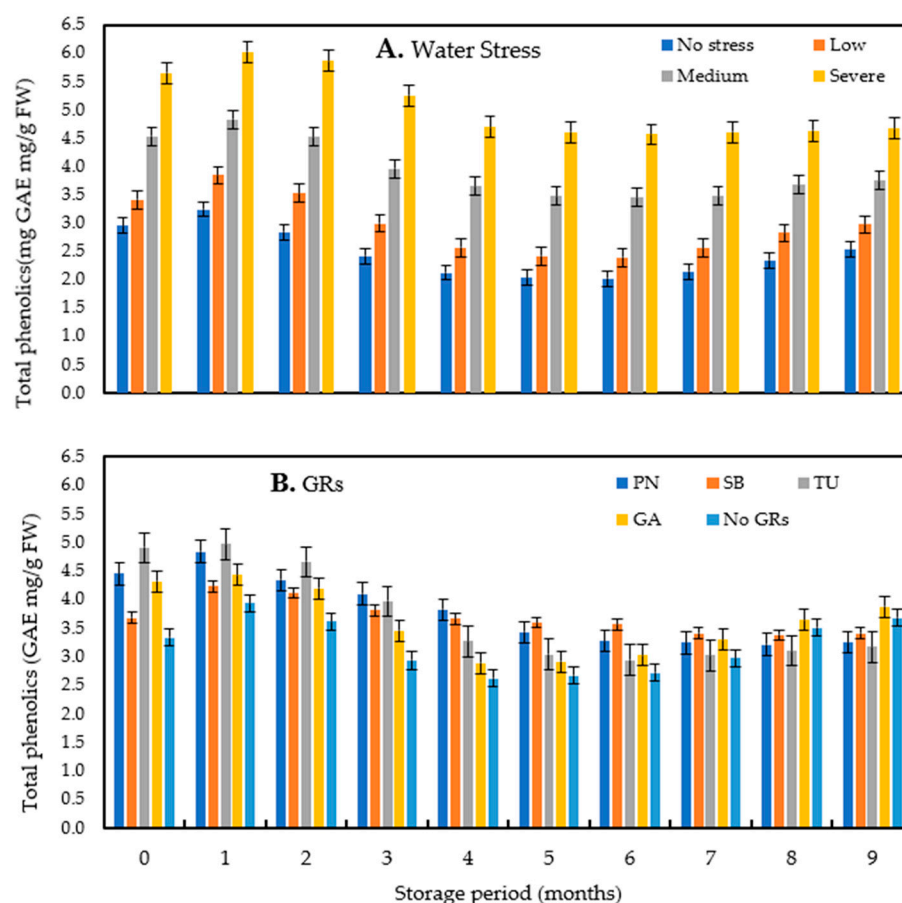 A. Water Stress
No stress
Low
Medium
Severe
Total phenolics(mg GAE mg/g FW)
6.5
6.0
5.5
5.0
4.5
4.0
3.5
3.0
2.5
2.0
1.5
1.0
0.5
0.0
B. GRs
PN
SB
TU
GA
No GRs
Total phenolics (GAE mg/g FW)
6.5
6.0
5.5
5.0
4.5
4.0
3.5
3.0
2.5
2.0
1.5
1.0
0.5
0.0
0 1 2 3 4 5 6 7 8 9
Storage period (months)